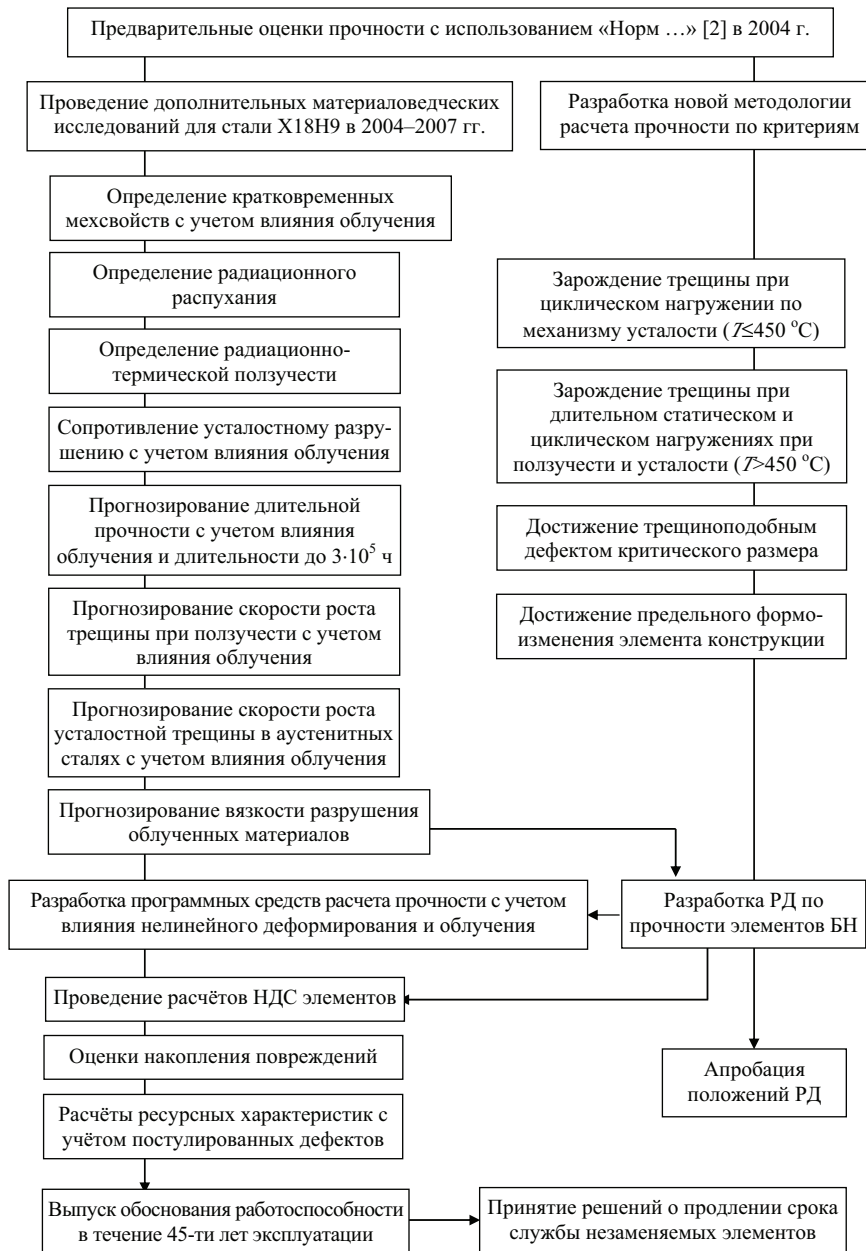 Предварительные оценки прочности с использованием «Норм …» [2] в 2004 г.
Проведение дополнительных материаловедческих
исследований для стали Х18Н9 в 2004–2007 гг.
Разработка новой методологии
расчета прочности по критериям
Определение кратковременных
мехсвойств с учетом влияния облучения
Определение радиационного
распухания
Определение радиационно-
термической ползучести
Сопротивление усталостному разру-
шению с учетом влияния облучения
Прогнозирование длительной
прочности с учетом влияния
облучения и длительности до 3·10⁵ ч
Прогнозирование скорости роста
трещины при ползучести с учетом
влияния облучения
Прогнозирование скорости роста
усталостной трещины в аустенитных
сталях с учетом влияния облучения
Прогнозирование вязкости разрушения
облученных материалов
Зарождение трещины при
циклическом нагружении по
механизму усталости (T≤450 °С)
Зарождение трещины при
длительном статическом и
циклическом нагружениях при
ползучести и усталости (T>450 °С)
Достижение трещиноподобным
дефектом критического размера
Достижение предельного формо-
изменения элемента конструкции
Разработка программных средств расчета прочности с учетом
влияния нелинейного деформирования и облучения
Разработка РД по
прочности элементов БН
Проведение расчётов НДС элементов
Оценки накопления повреждений
Апробация
положений РД
Расчёты ресурсных характеристик с
учётом постулированных дефектов
Выпуск обоснования работоспособности
в течение 45-ти лет эксплуатации
Принятие решений о продлении срока
службы незаменяемых элементов